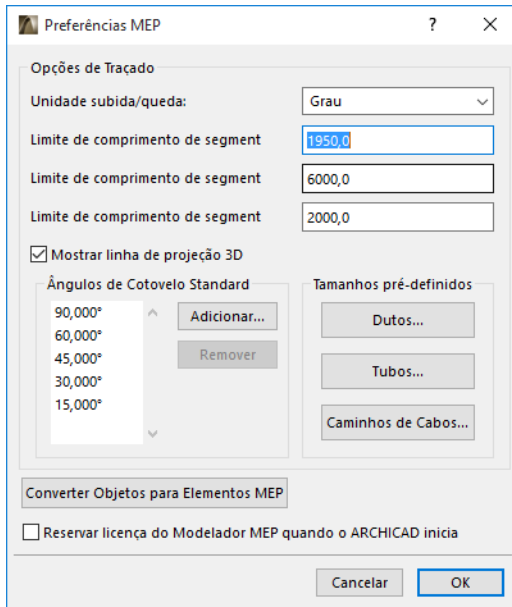 Preferências MEP
?
Opções de Traçado
Unidade subida/queda:
Grau
Limite de comprimento de segment
1950,0
Limite de comprimento de segment
6000,0
Limite de comprimento de segment
2000,0
Mostrar linha de projeção 3D
Ângulos de Cotovelo Standard
90,000°
60,000°
45,000°
30,000°
15,000°
Adicionar...
Remover
Tamanhos pré-definidos
Dutos...
Tubos...
Caminhos de Cabos...
Converter Objetos para Elementos MEP
Reservar licença do Modelador MEP quando o ARCHICAD inicia
Cancelar
OK